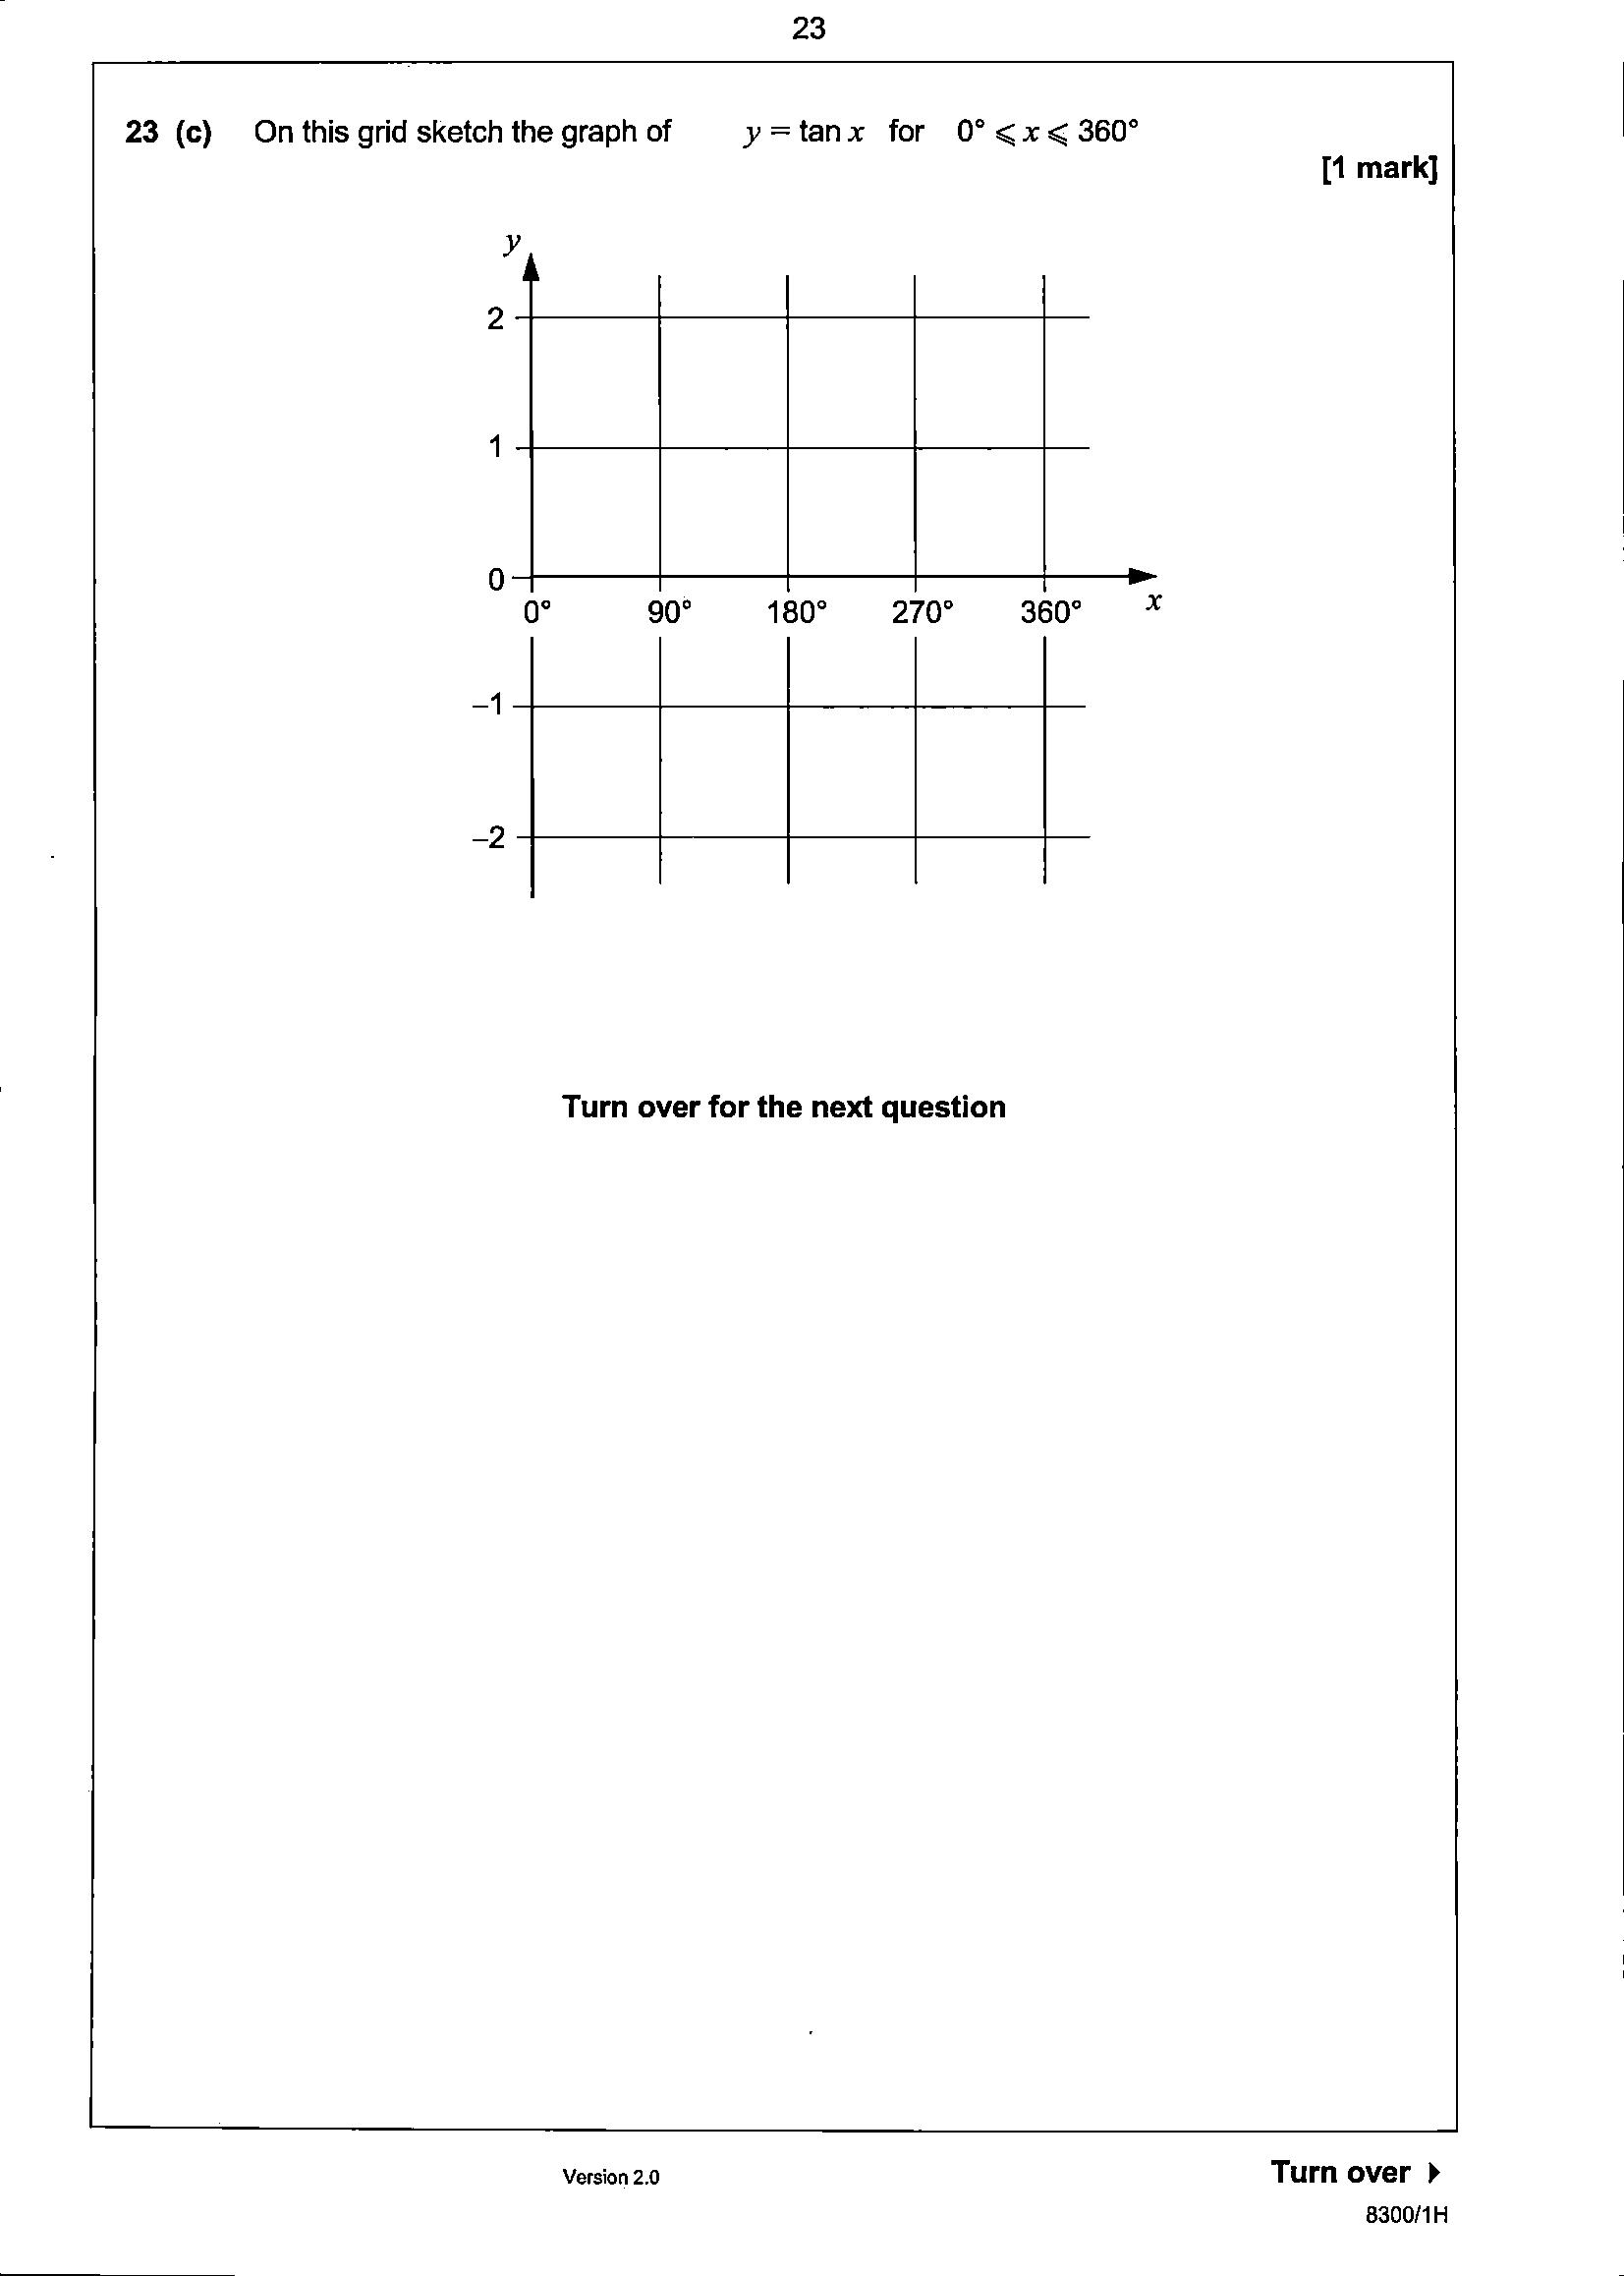 23
23 (c) On this grid sketch the graph of y = tan x for 0° ⩽ x ⩽ 360°
[1 mark]
y
2
1
0
0° 90° 180° 270° 360° x
–1
–2
Turn over for the next question
Version 2.0
Turn over ▶
8300/1H